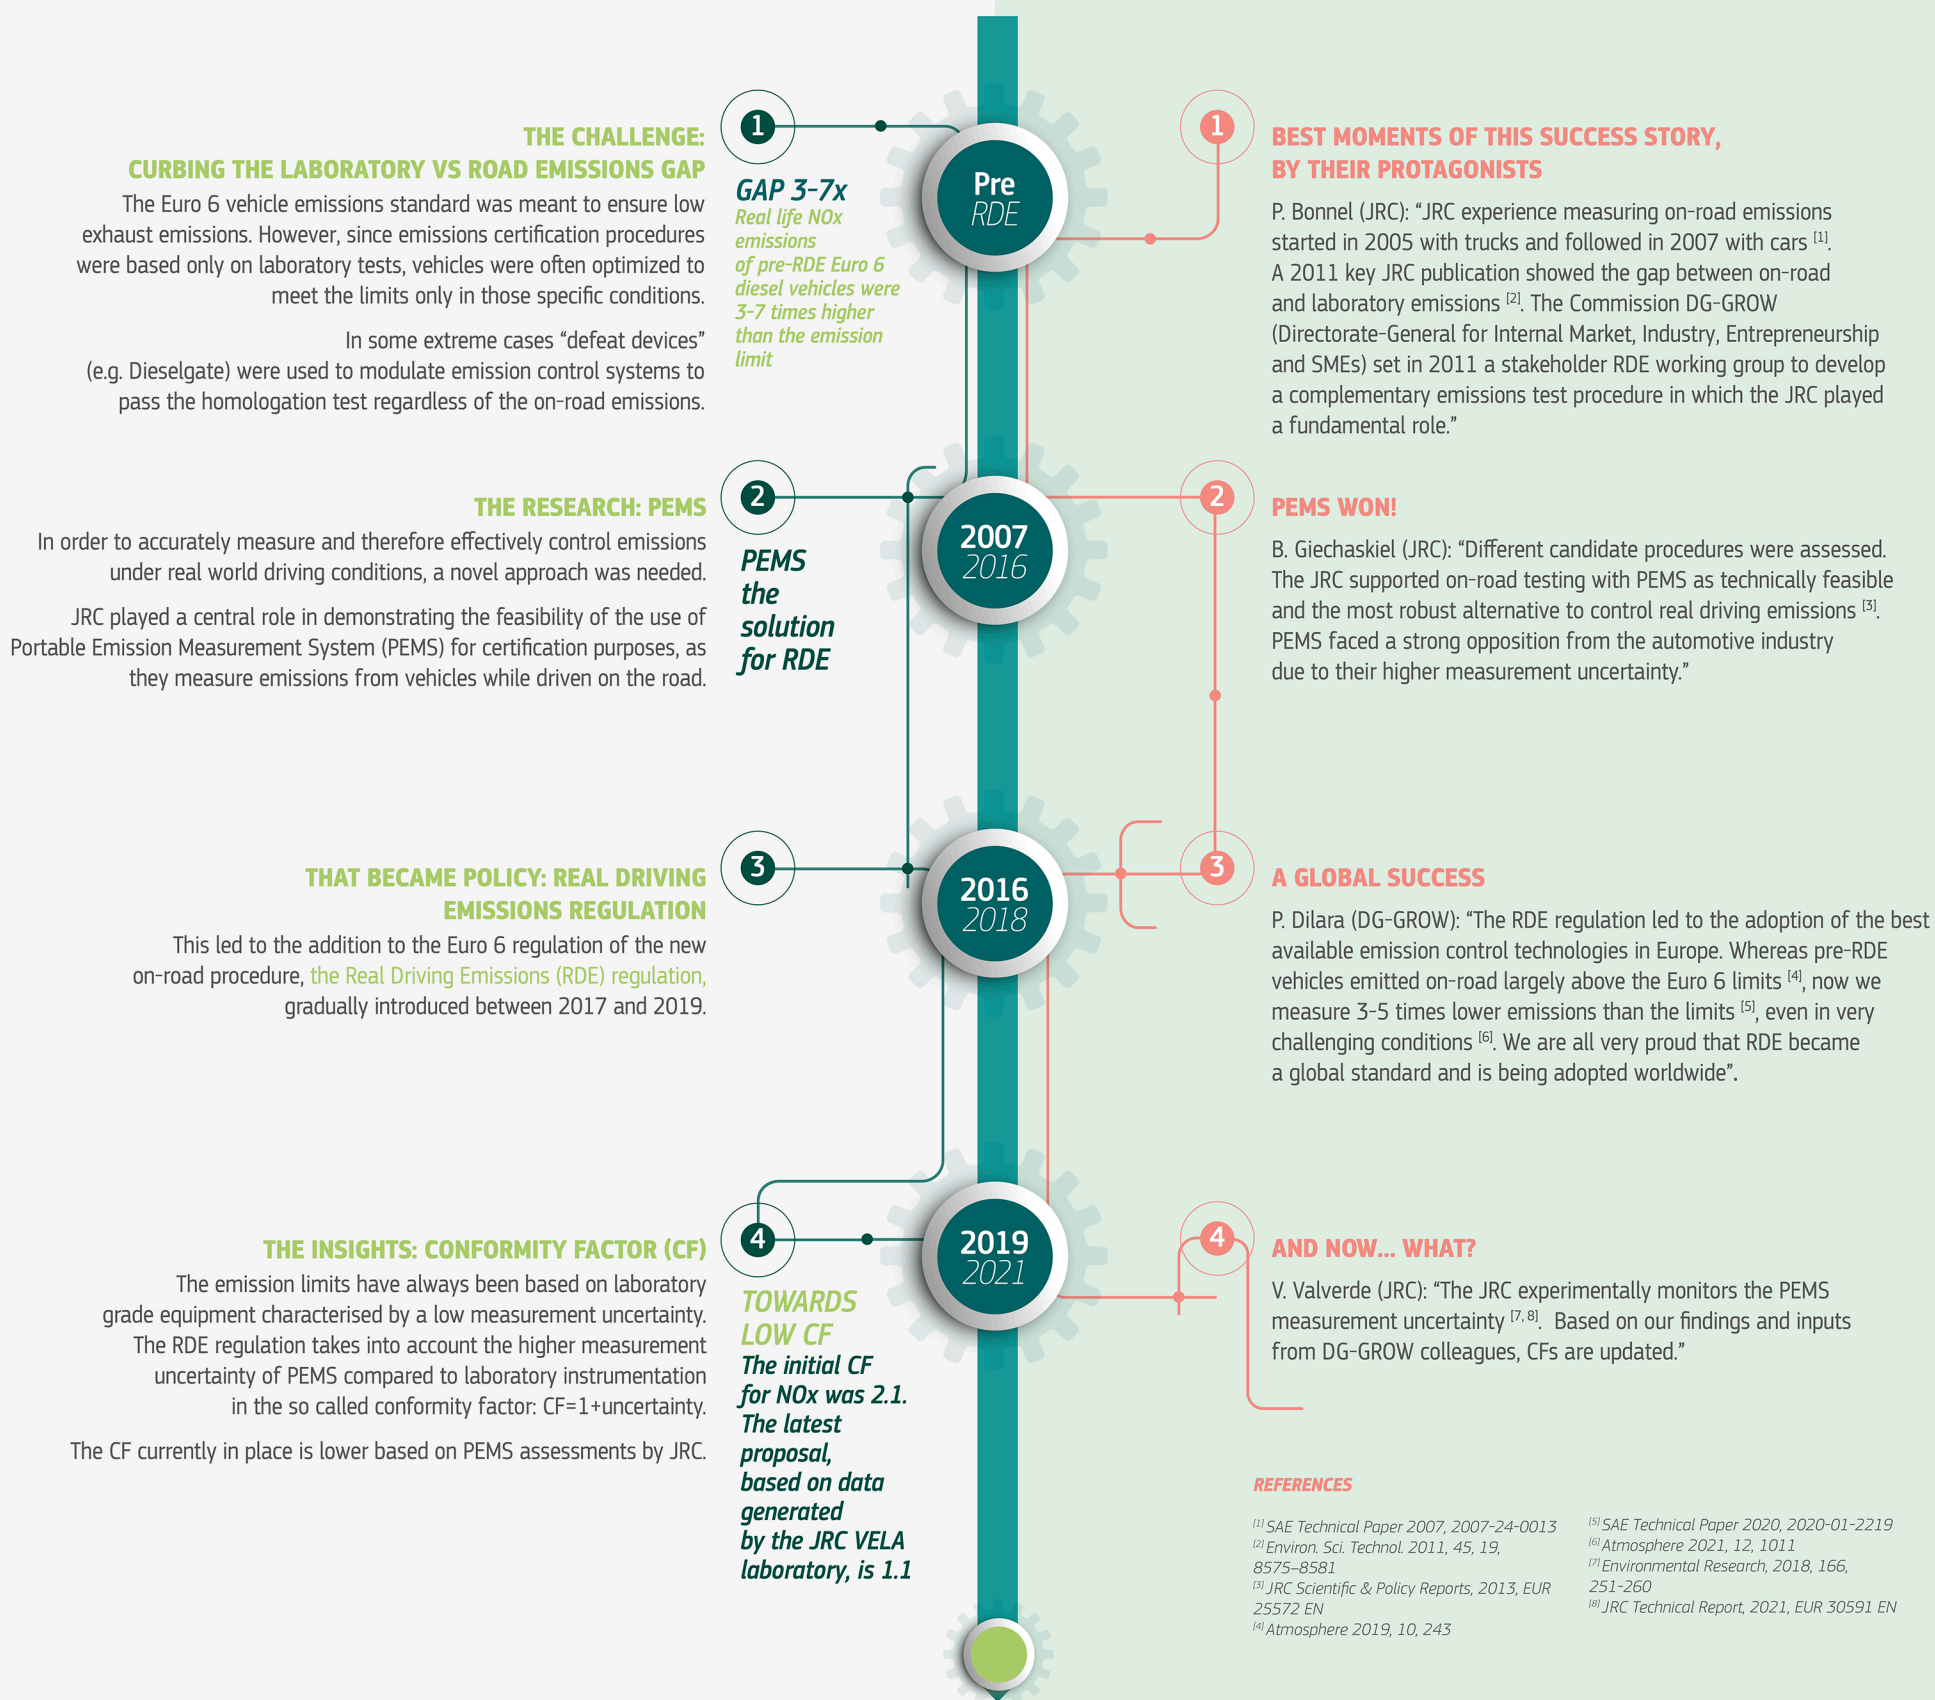 1
THE CHALLENGE:
CURBING THE LABORATORY VS ROAD EMISSIONS GAP
The Euro 6 vehicle emissions standard was meant to ensure low
exhaust emissions. However, since emissions certification procedures
were based only on laboratory tests, vehicles were often optimized to
meet the limits only in those specific conditions.
In some extreme cases “defeat devices”
(e.g. Dieselgate) were used to modulate emission control systems to
pass the homologation test regardless of the on-road emissions.
GAP 3-7x
Real life NOx
emissions
of pre-RDE Euro 6
diesel vehicles were
3-7 times higher
than the emission
limit
Pre
RDE
1
BEST MOMENTS OF THIS SUCCESS STORY,
BY THEIR PROTAGONISTS
P. Bonnel (JRC): “JRC experience measuring on-road emissions
started in 2005 with trucks and followed in 2007 with cars [1].
A 2011 key JRC publication showed the gap between on-road
and laboratory emissions [2]. The Commission DG-GROW
(Directorate-General for Internal Market, Industry, Entrepreneurship
and SMEs) set in 2011 a stakeholder RDE working group to develop
a complementary emissions test procedure in which the JRC played
a fundamental role.”
2
THE RESEARCH: PEMS
In order to accurately measure and therefore effectively control emissions
under real world driving conditions, a novel approach was needed.
JRC played a central role in demonstrating the feasibility of the use of
Portable Emission Measurement System (PEMS) for certification purposes, as
they measure emissions from vehicles while driven on the road.
PEMS
the
solution
for RDE
2007
2016
2
PEMS WON!
B. Giechaskiel (JRC): “Different candidate procedures were assessed.
The JRC supported on-road testing with PEMS as technically feasible
and the most robust alternative to control real driving emissions [3].
PEMS faced a strong opposition from the automotive industry
due to their higher measurement uncertainty.”
3
THAT BECAME POLICY: REAL DRIVING
EMISSIONS REGULATION
This led to the addition to the Euro 6 regulation of the new
on-road procedure, the Real Driving Emissions (RDE) regulation,
gradually introduced between 2017 and 2019.
2016
2018
3
A GLOBAL SUCCESS
P. Dilara (DG-GROW): “The RDE regulation led to the adoption of the best
available emission control technologies in Europe. Whereas pre-RDE
vehicles emitted on-road largely above the Euro 6 limits [4], now we
measure 3-5 times lower emissions than the limits [5], even in very
challenging conditions [6]. We are all very proud that RDE became
a global standard and is being adopted worldwide”.
4
THE INSIGHTS: CONFORMITY FACTOR (CF)
The emission limits have always been based on laboratory
grade equipment characterised by a low measurement uncertainty.
The RDE regulation takes into account the higher measurement
uncertainty of PEMS compared to laboratory instrumentation
in the so called conformity factor: CF=1+uncertainty.
The CF currently in place is lower based on PEMS assessments by JRC.
TOWARDS
LOW CF
The initial CF
for NOx was 2.1.
The latest
proposal,
based on data
generated
by the JRC VELA
laboratory, is 1.1
2019
2021
4
AND NOW... WHAT?
V. Valverde (JRC): “The JRC experimentally monitors the PEMS
measurement uncertainty [7, 8]. Based on our findings and inputs
from DG-GROW colleagues, CFs are updated.”
REFERENCES
[1] SAE Technical Paper 2007, 2007-24-0013
[2] Environ. Sci. Technol. 2011, 45, 19,
8575–8581
[3] JRC Scientific & Policy Reports, 2013, EUR
25572 EN
[4] Atmosphere 2019, 10, 243
[5] SAE Technical Paper 2020, 2020-01-2219
[6] Atmosphere 2021, 12, 1011
[7] Environmental Research, 2018, 166,
251-260
[8] JRC Technical Report, 2021, EUR 30591 EN